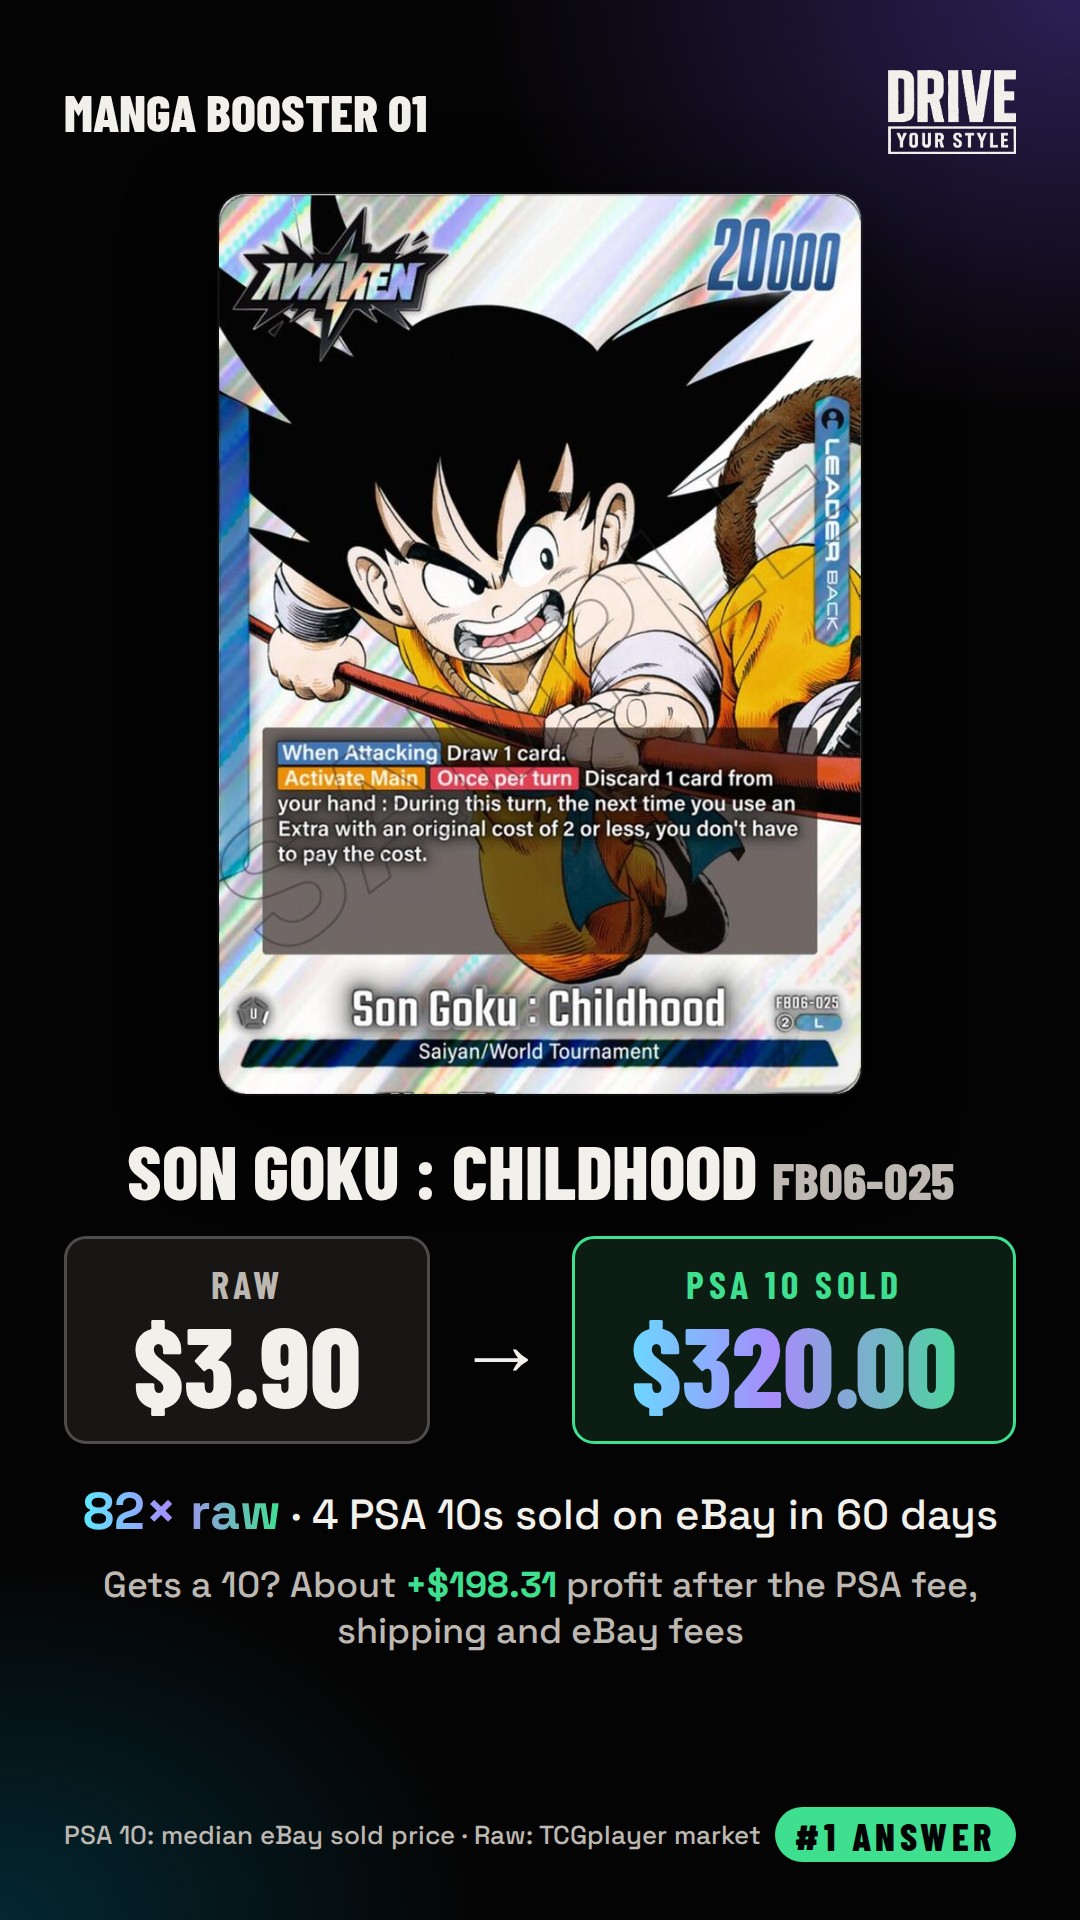 MANGA BOOSTER 01
DRIVE
YOUR STYLE
AWAKEN
20000
LEADER BACK
When Attacking Draw 1 card.
Activate Main Once per turn Discard 1 card from
your hand : During this turn, the next time you use an
Extra with an original cost of 2 or less, you don't have
to pay the cost.
SAMPLE
U
Son Goku : Childhood
FB06-025
2 L
Saiyan/World Tournament
SON GOKU : CHILDHOOD FB06-025
RAW
$3.90
→
PSA 10 SOLD
$320.00
82× raw · 4 PSA 10s sold on eBay in 60 days
Gets a 10? About +$198.31 profit after the PSA fee,
shipping and eBay fees
PSA 10: median eBay sold price · Raw: TCGplayer market
#1 ANSWER